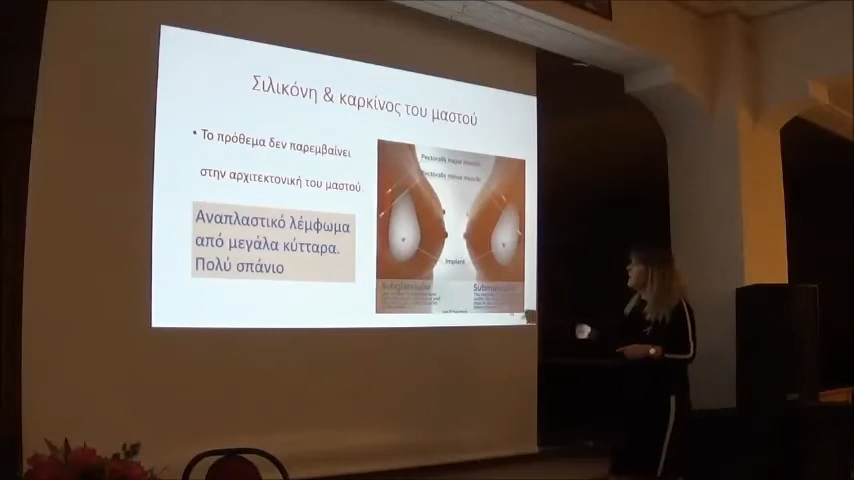 Σιλικόνη & καρκίνος του μαστού
• Το πρόθεμα δεν παρεμβαίνει
στην αρχιτεκτονική του μαστού.
Αναπλαστικό λέμφωμα
από μεγάλα κύτταρα.
Πολύ σπάνιο
Pectoralis major muscle
Pectoralis minor muscle
Implant
Subglandular
Submuscular